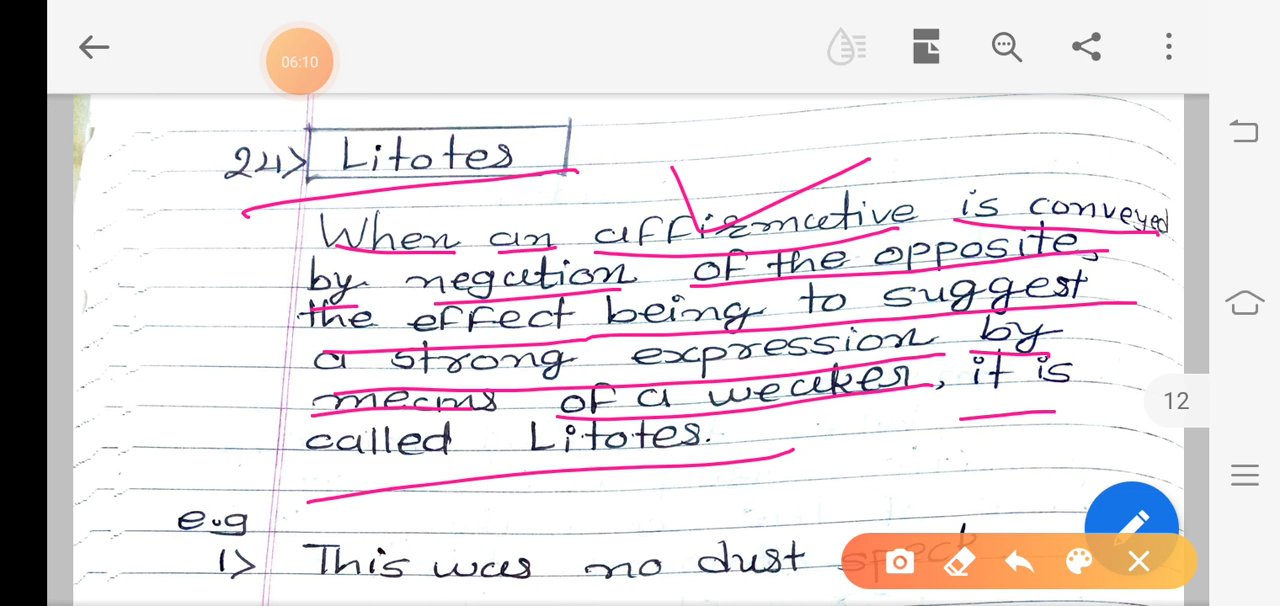 06:10
24> Litotes
When an affirmative is conveyed
by negation of the opposite,
the effect being to suggest
a strong expression by
means of a weaker, it is
called Litotes.
12
e.g
1> This was no dust speck